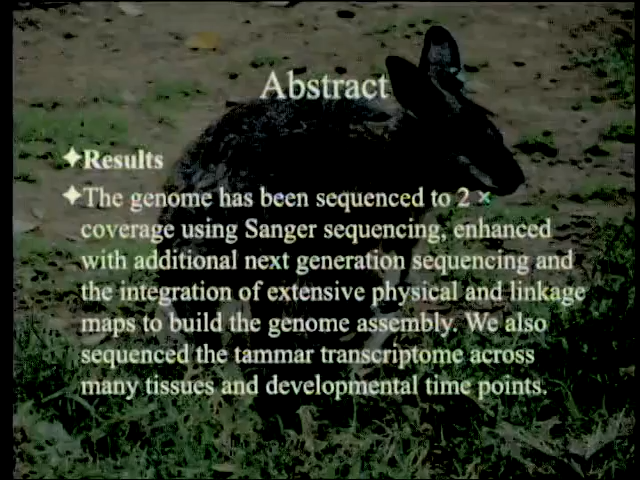 Abstract
✦Results
✦The genome has been sequenced to 2 ×
coverage using Sanger sequencing, enhanced
with additional next generation sequencing and
the integration of extensive physical and linkage
maps to build the genome assembly. We also
sequenced the tammar transcriptome across
many tissues and developmental time points.